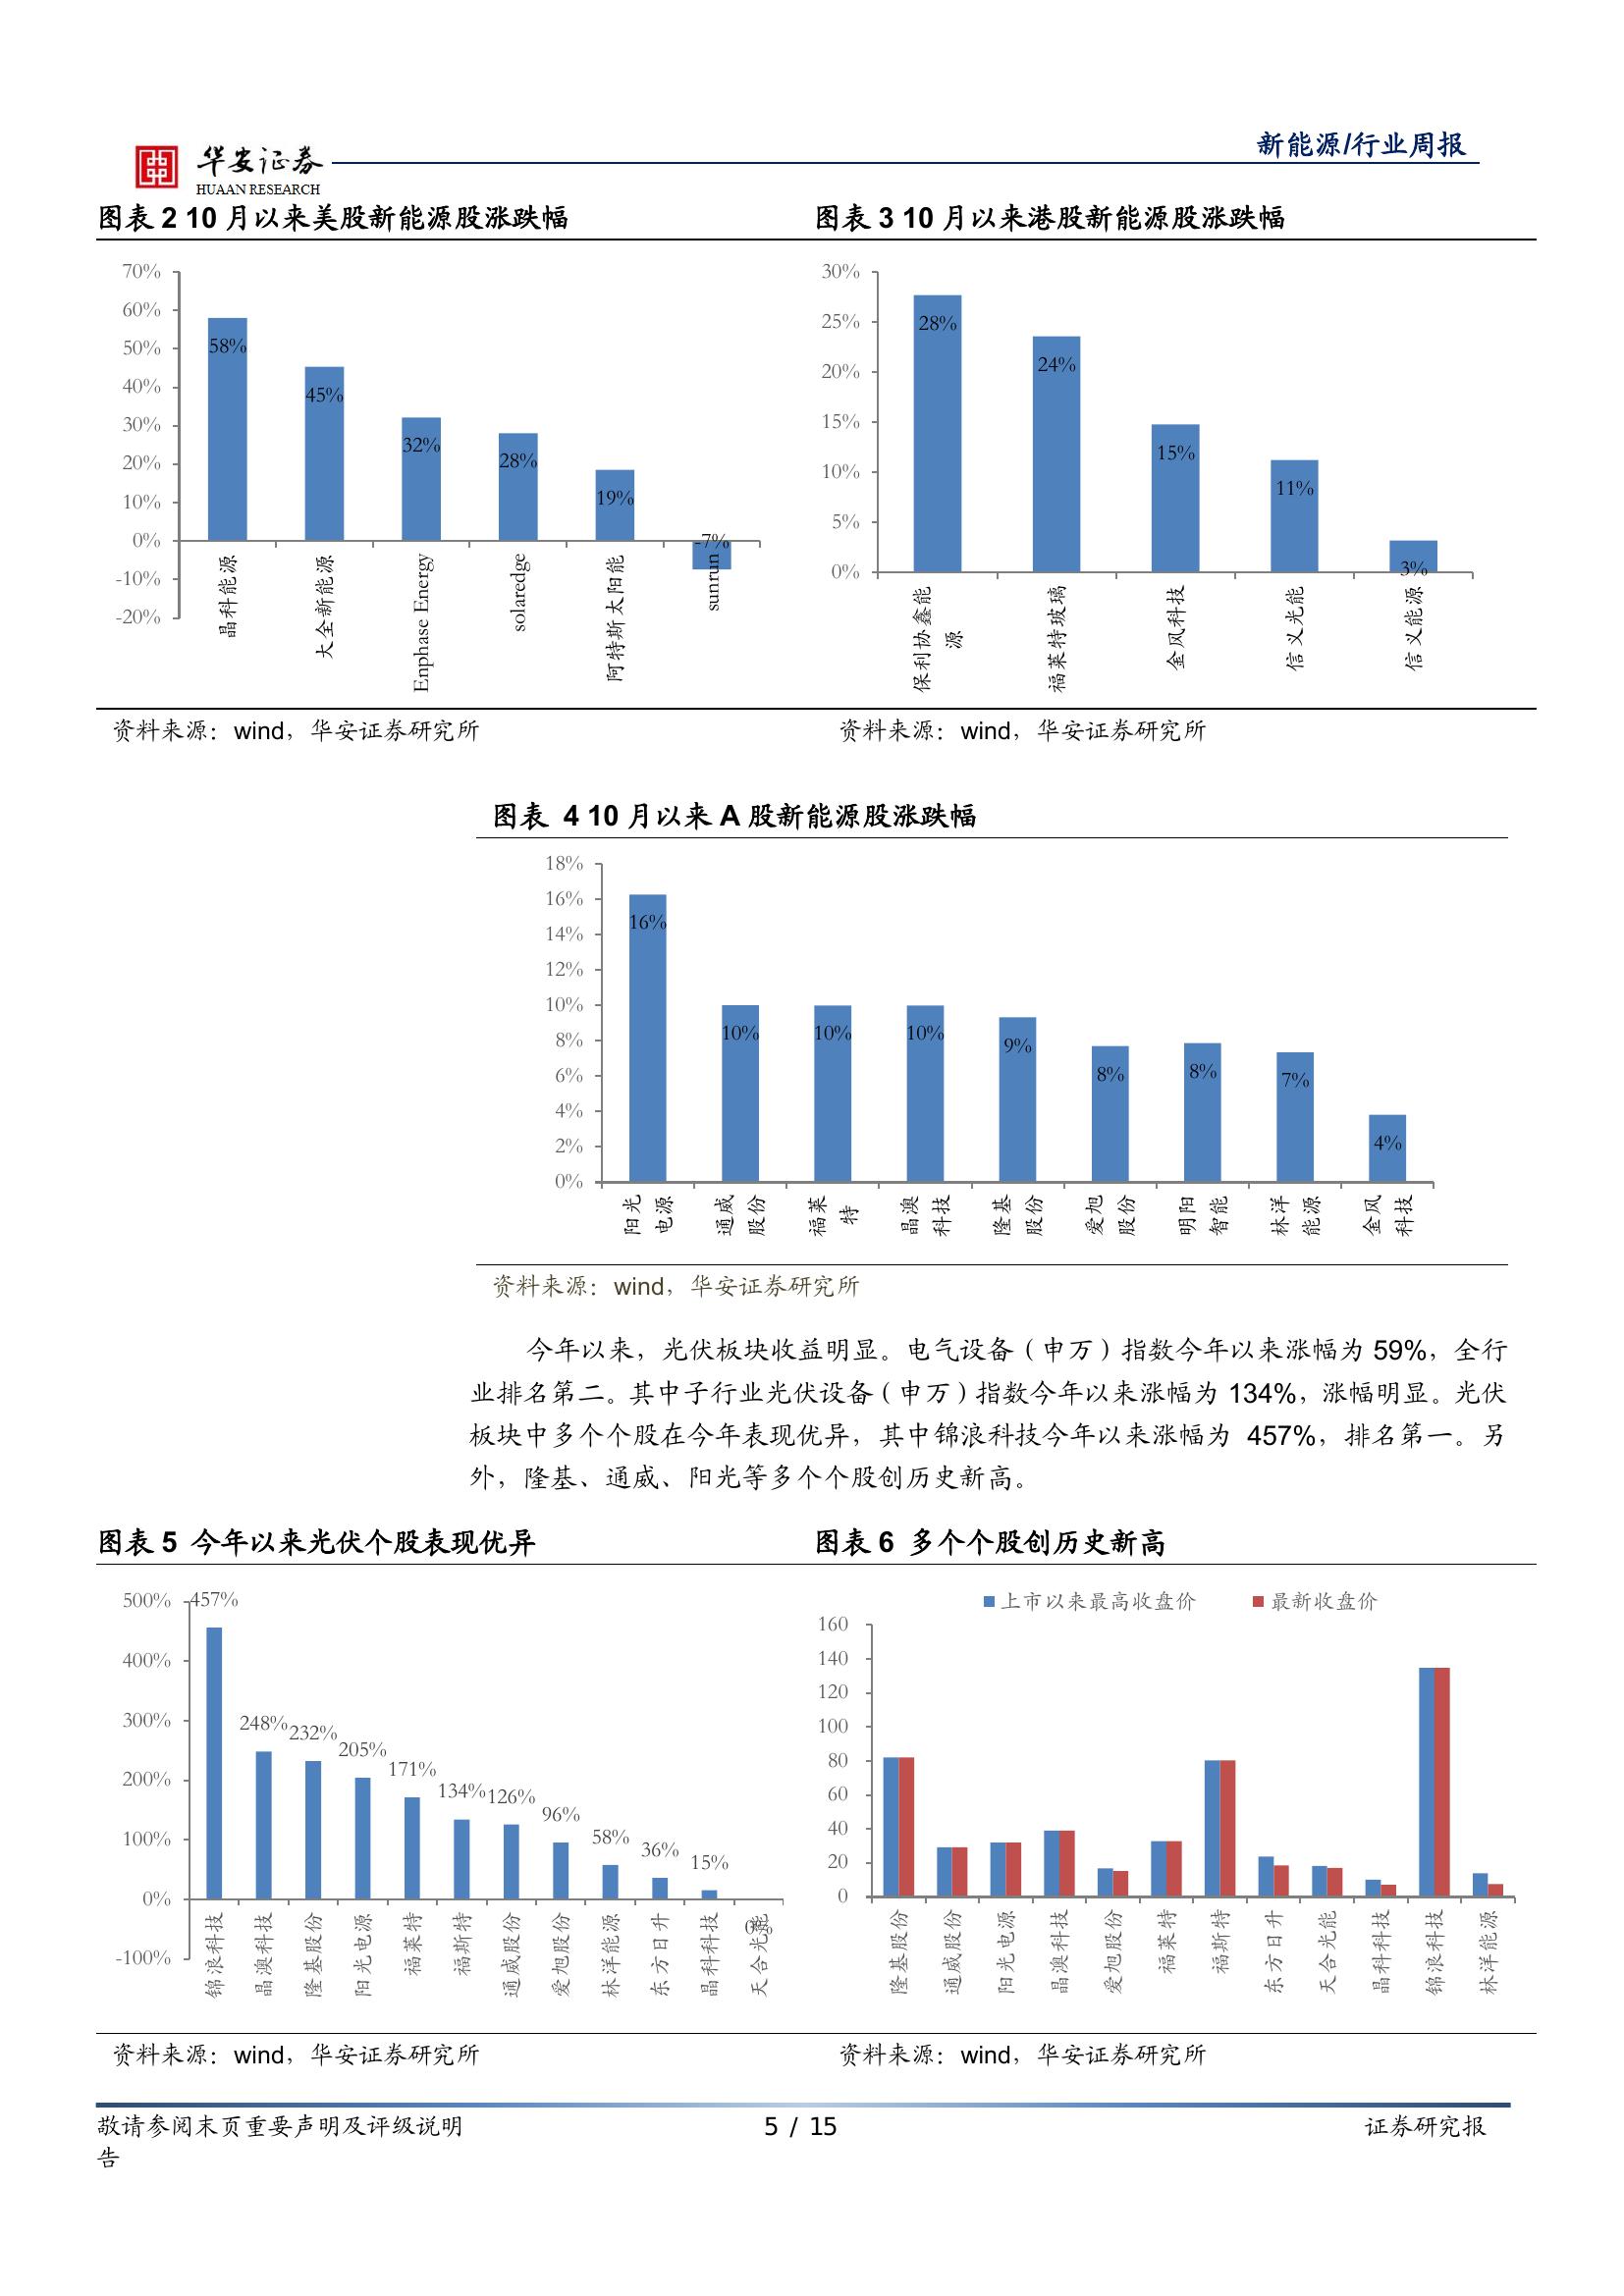 华安证券
HUAAN RESEARCH
新能源/行业周报
图表 2 10 月以来美股新能源股涨跌幅
70%
60%
50%
40%
30%
20%
10%
0%
-10%
-20%
58%
45%
32%
28%
19%
-7%
晶科能源
大全新能源
Enphase Energy
solaredge
阿特斯太阳能
sunrun
资料来源：wind，华安证券研究所
图表 3 10 月以来港股新能源股涨跌幅
30%
25%
20%
15%
10%
5%
0%
28%
24%
15%
11%
3%
保利协鑫能
源
福莱特玻璃
金风科技
信义光能
信义能源
资料来源：wind，华安证券研究所
图表 4 10 月以来 A 股新能源股涨跌幅
18%
16%
14%
12%
10%
8%
6%
4%
2%
0%
16%
10%
10%
10%
9%
8%
8%
7%
4%
阳光
电源
通威
股份
福莱
特
晶澳
科技
隆基
股份
爱旭
股份
明阳
智能
林洋
能源
金风
科技
资料来源：wind，华安证券研究所
今年以来，光伏板块收益明显。电气设备（申万）指数今年以来涨幅为 59%，全行
业排名第二。其中子行业光伏设备（申万）指数今年以来涨幅为 134%，涨幅明显。光伏
板块中多个个股在今年表现优异，其中锦浪科技今年以来涨幅为 457%，排名第一。另
外，隆基、通威、阳光等多个个股创历史新高。
图表 5 今年以来光伏个股表现优异
500%
400%
300%
200%
100%
0%
-100%
457%
248%
232%
205%
171%
134%
126%
96%
58%
36%
15%
0%
锦浪科技
晶澳科技
隆基股份
阳光电源
福莱特
福斯特
通威股份
爱旭股份
林洋能源
东方日升
晶科科技
天合光能
资料来源：wind，华安证券研究所
图表 6 多个个股创历史新高
上市以来最高收盘价
最新收盘价
160
140
120
100
80
60
40
20
0
隆基股份
通威股份
阳光电源
晶澳科技
爱旭股份
福莱特
福斯特
东方日升
天合光能
晶科科技
锦浪科技
林洋能源
资料来源：wind，华安证券研究所
敬请参阅末页重要声明及评级说明
5 / 15
证券研究报
告